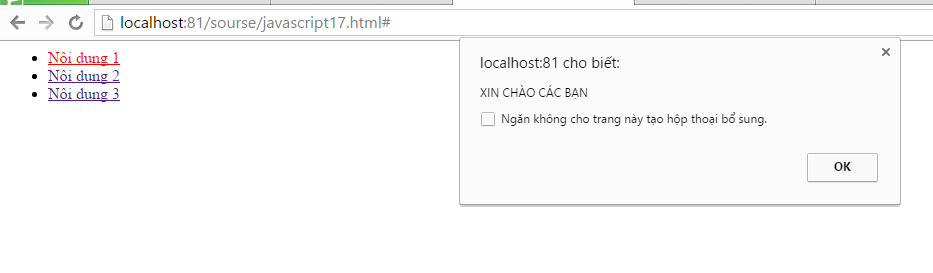 localhost:81/sourse/javascript17.html#
Nội dung 1
Nội dung 2
Nội dung 3
localhost:81 cho biết:
XIN CHÀO CÁC BẠN
Ngăn không cho trang này tạo hộp thoại bổ sung.
OK